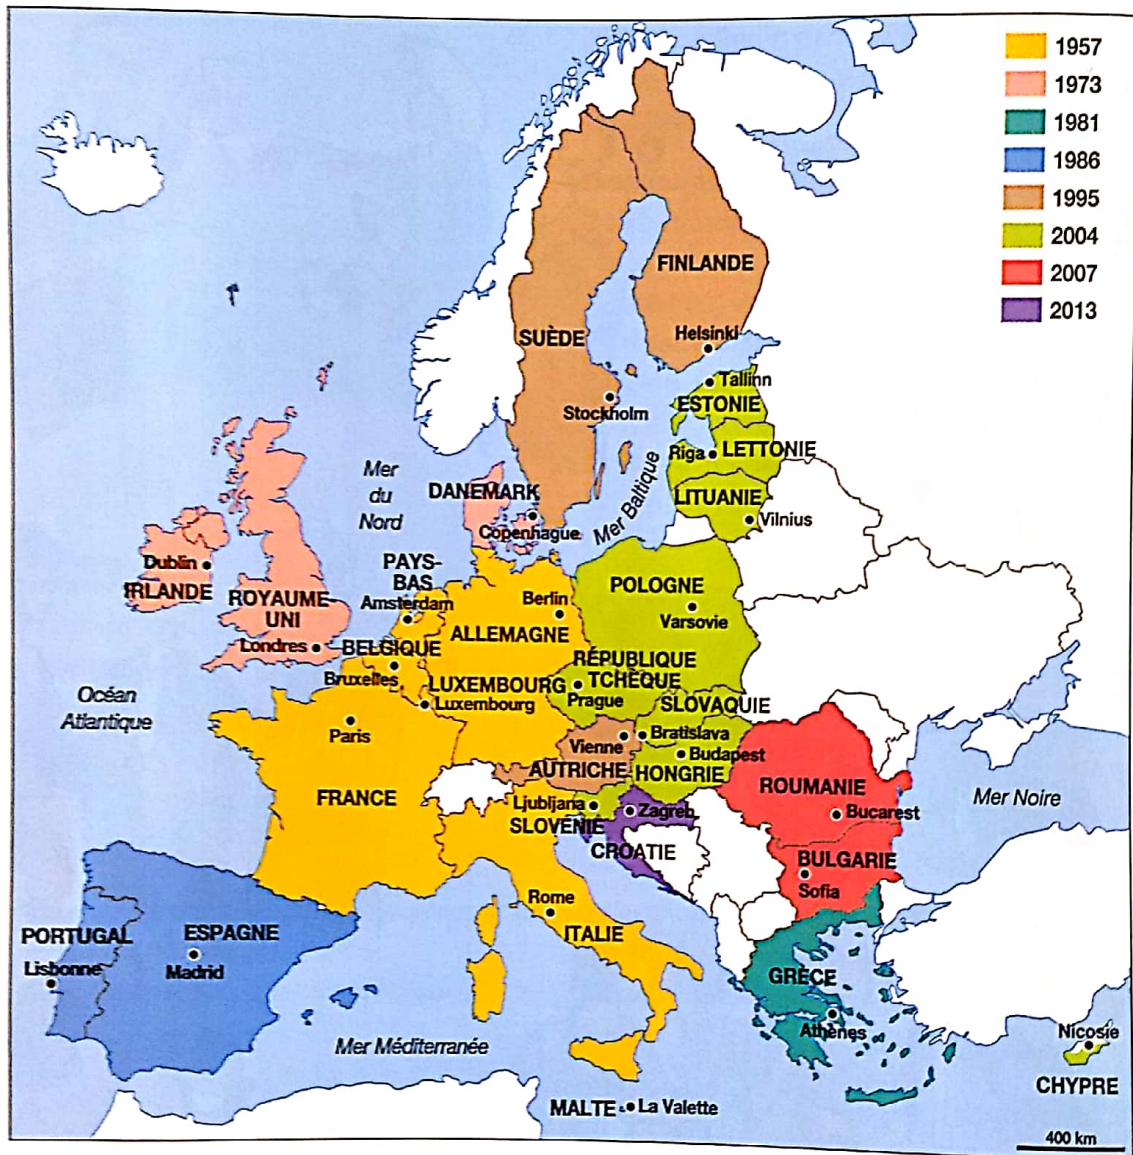 1957
1973
1981
1986
1995
2004
2007
2013
FINLANDE
Helsinki
SUÈDE
Stockholm
Tallinn
ESTONIE
Riga
LETTONIE
LITUANIE
Vilnius
Mer
du
Nord
Mer Baltique
DANEMARK
Copenhague
Dublin
IRLANDE
ROYAUME-
UNI
Londres
PAYS-
BAS
Amsterdam
BELGIQUE
Bruxelles
Berlin
ALLEMAGNE
POLOGNE
Varsovie
RÉPUBLIQUE
TCHÈQUE
Prague
LUXEMBOURG
Luxembourg
SLOVAQUIE
Bratislava
Océan
Atlantique
Paris
FRANCE
Vienne
AUTRICHE
Budapest
HONGRIE
Ljubljana
SLOVÉNIE
Zagreb
CROATIE
ROUMANIE
Bucarest
BULGARIE
Sofia
Mer Noire
Rome
ITALIE
PORTUGAL
Lisbonne
ESPAGNE
Madrid
GRÈCE
Athènes
Mer Méditerranée
MALTE
La Valette
Nicosie
CHYPRE
400 km